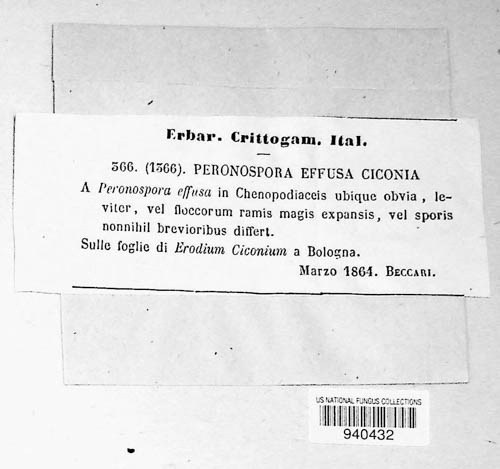 Erbar. Crittogam. Ital.
366. (1366). PERONOSPORA EFFUSA CICONIA
A Peronospora effusa in Chenopodiaceis ubique obvia, le-
viter, vel floccorum ramis magis expansis, vel sporis
nonnihil brevioribus differt.
Sulle foglie di Erodium Ciconium a Bologna.
Marzo 1864. BECCARI.
US NATIONAL FUNGUS COLLECTIONS
940432